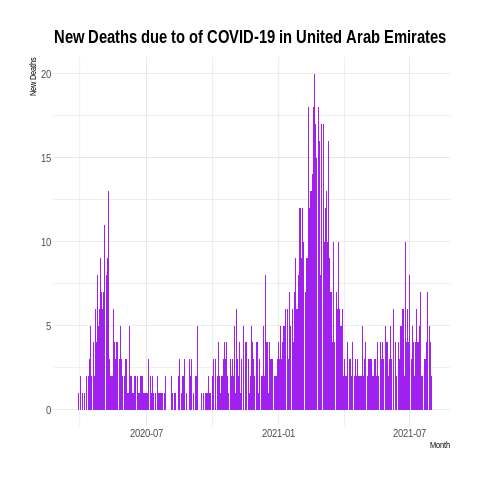 New Deaths due to of COVID-19 in United Arab Emirates
New Deaths
20
15
10
5
0
2020-07
2021-01
2021-07
Month